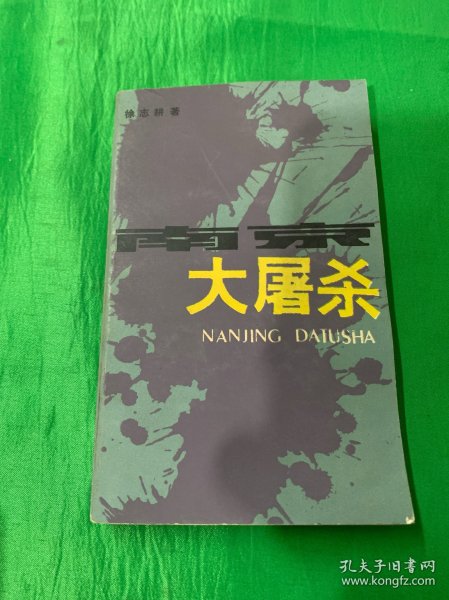 徐志耕 著
南京
大屠杀
NANJING DATUSHA
孔夫子旧书网
www.kongfz.com